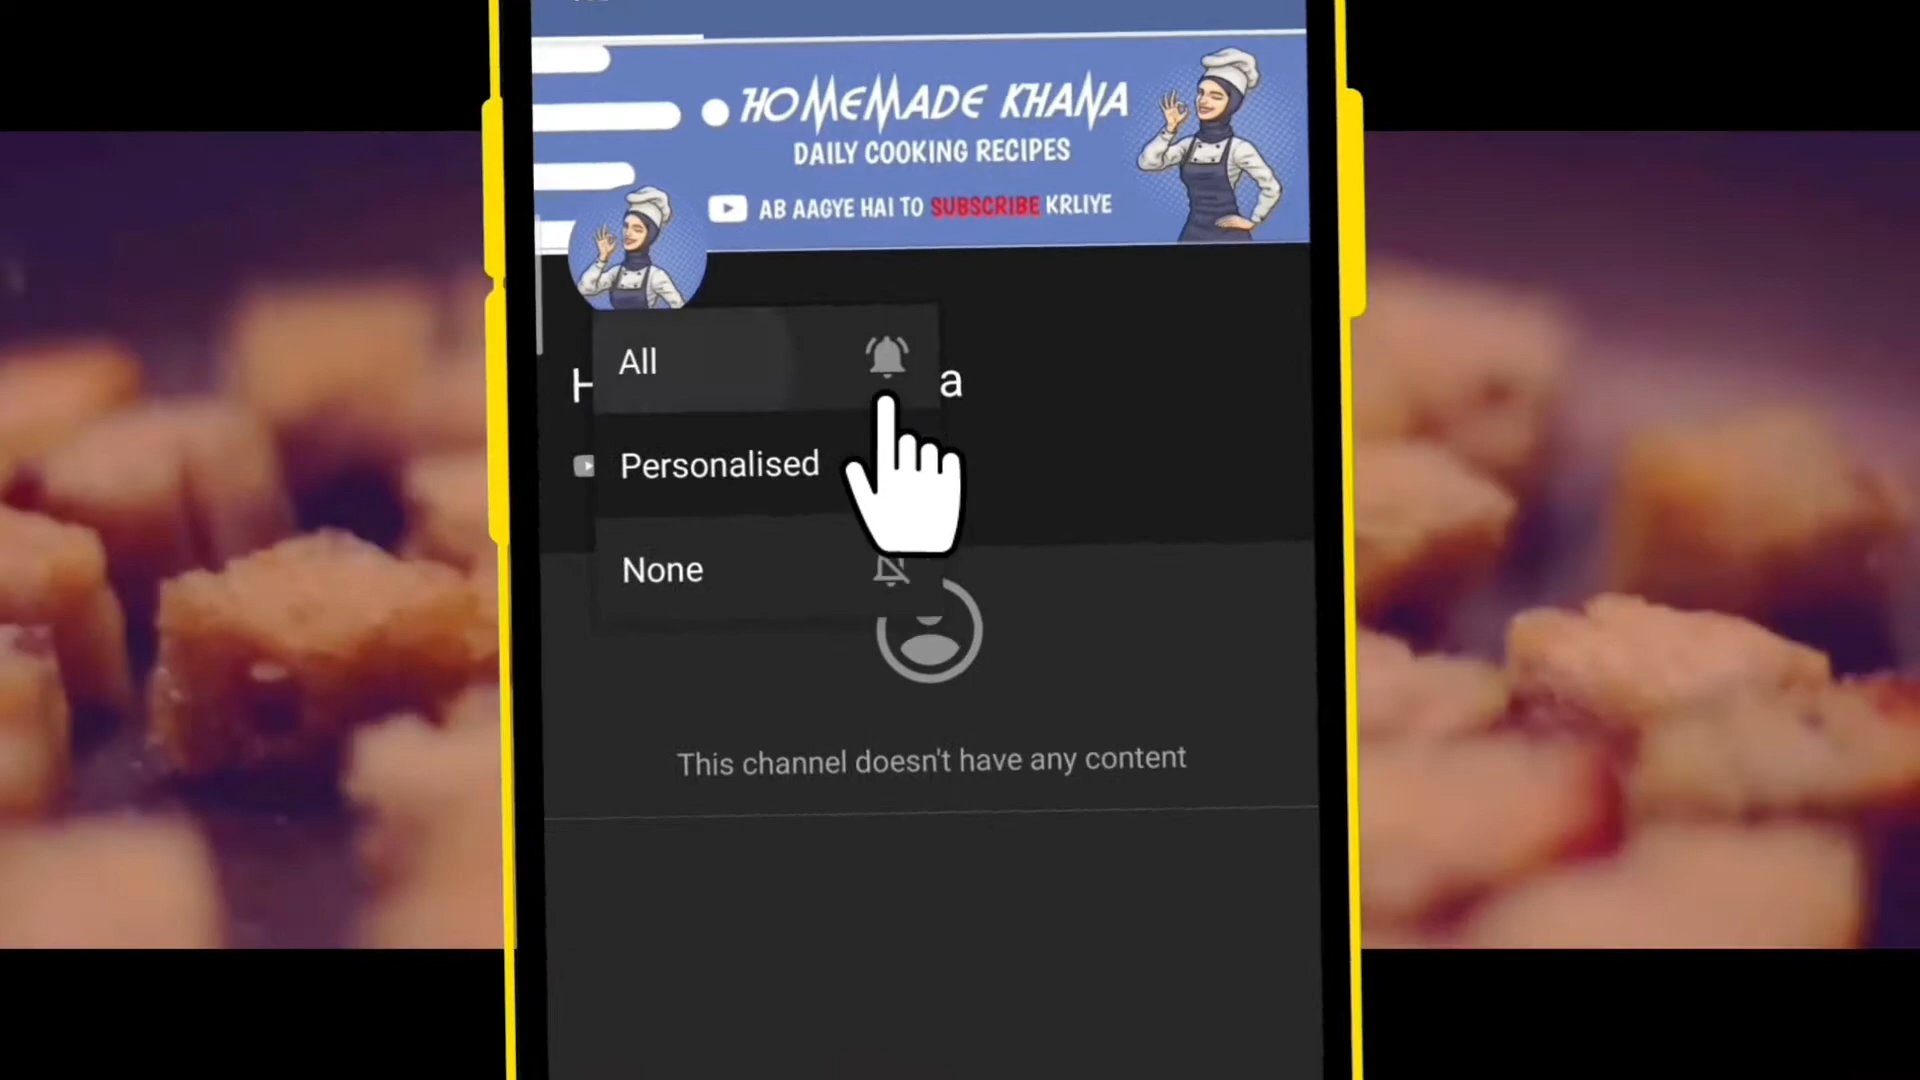 HOMEMADE KHANA
DAILY COOKING RECIPES
AB AAGYE HAI TO SUBSCRIBE KRLIYE
All
H a
Personalised
None
This channel doesn't have any content